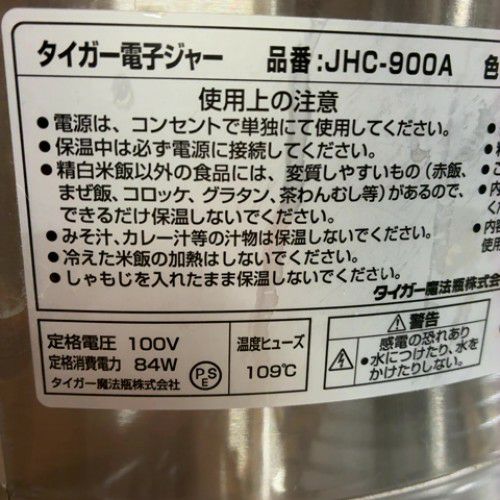 タイガー電子ジャー 品番:JHC-900A 色
使用上の注意
●電源は、コンセントで単独にて使用してください。
●保温中は必ず電源に接続してください。
●精白米飯以外の食品には、変質しやすいもの(赤飯、
まぜ飯、コロッケ、グラタン、茶わんむし等)があるので、
できるだけ保温しないでください。
●みそ汁、カレー汁等の汁物は保温しないでください。
●冷えた米飯の加熱はしないでください。
●しゃもじを入れたまま保温しないでください。
タイガー魔法瓶株式会
定格電圧 100V
定格消費電力 84W
タイガー魔法瓶株式会社
PSE
温度ヒューズ
109℃
警告
感電の恐れあり
●水につけたり、水を
かけたりしない。
●内
使用